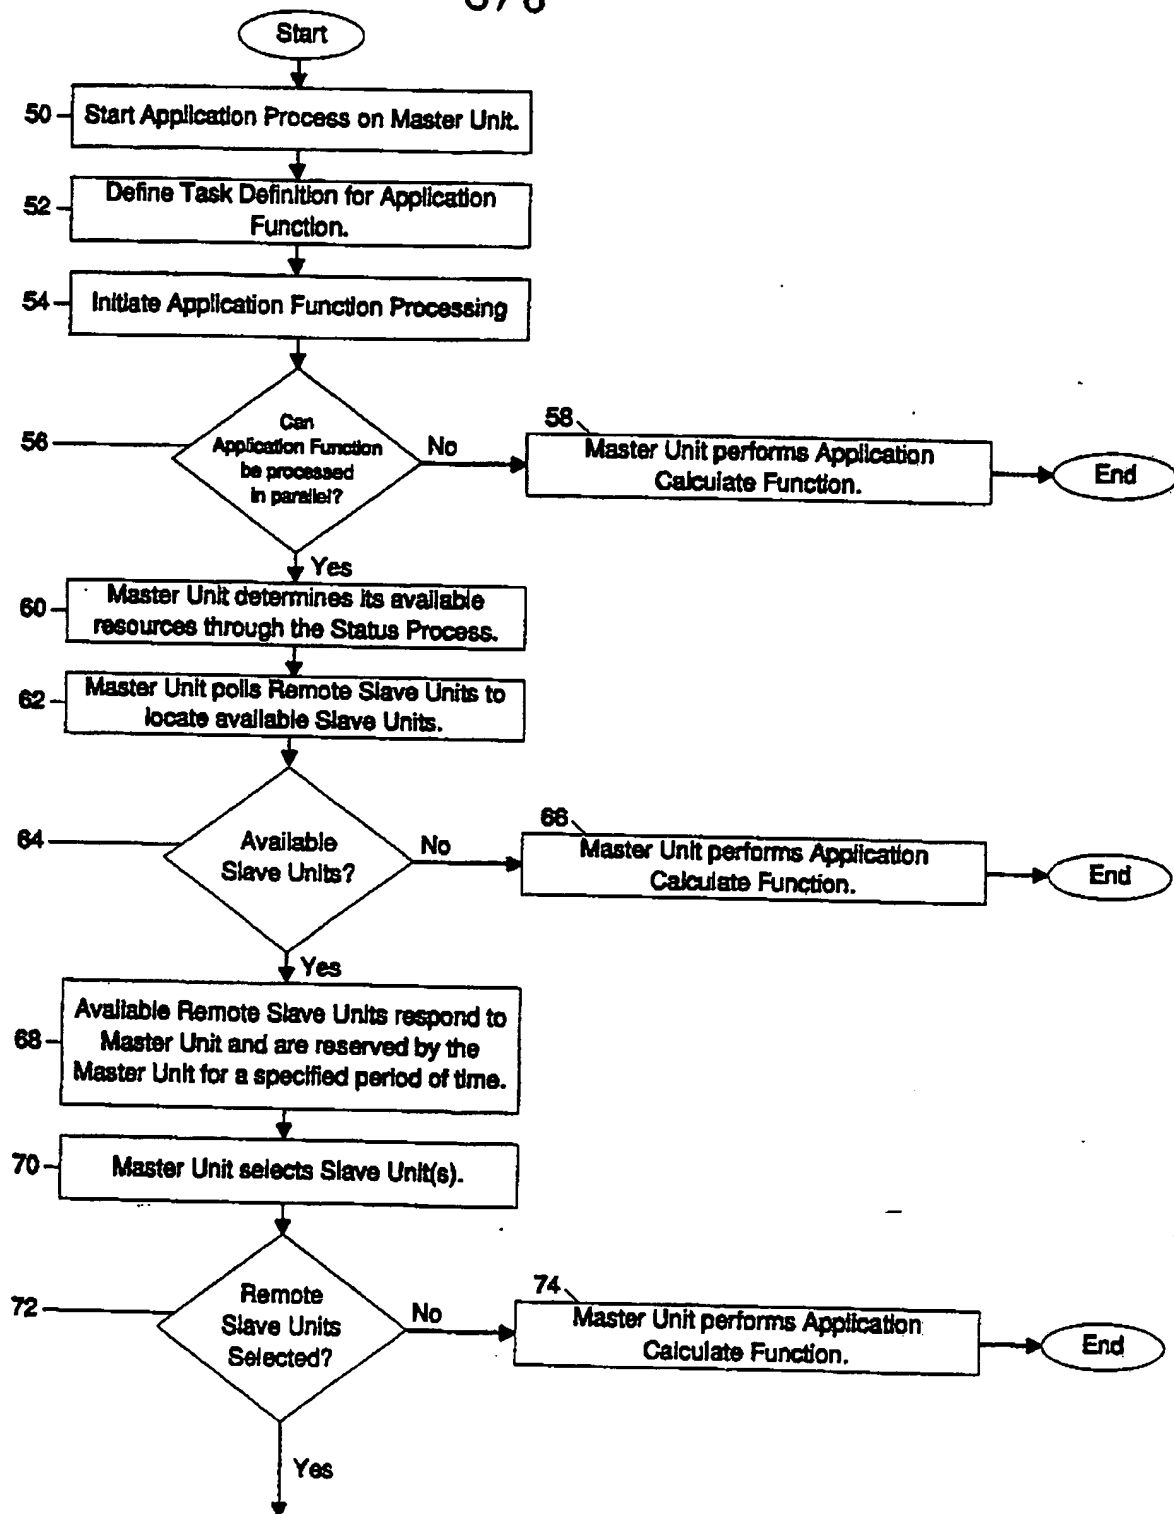 Start
50
Start Application Process on Master Unit.
52
Define Task Definition for Application
Function.
54
Initiate Application Function Processing
56
Can
Application Function
be processed
in parallel?
No
58
Master Unit performs Application
Calculate Function.
End
Yes
60
Master Unit determines its available
resources through the Status Process.
62
Master Unit polls Remote Slave Units to
locate available Slave Units.
64
Available
Slave Units?
No
66
Master Unit performs Application
Calculate Function.
End
Yes
68
Available Remote Slave Units respond to
Master Unit and are reserved by the
Master Unit for a specified period of time.
70
Master Unit selects Slave Unit(s).
72
Remote
Slave Units
Selected?
No
74
Master Unit performs Application
Calculate Function.
End
Yes